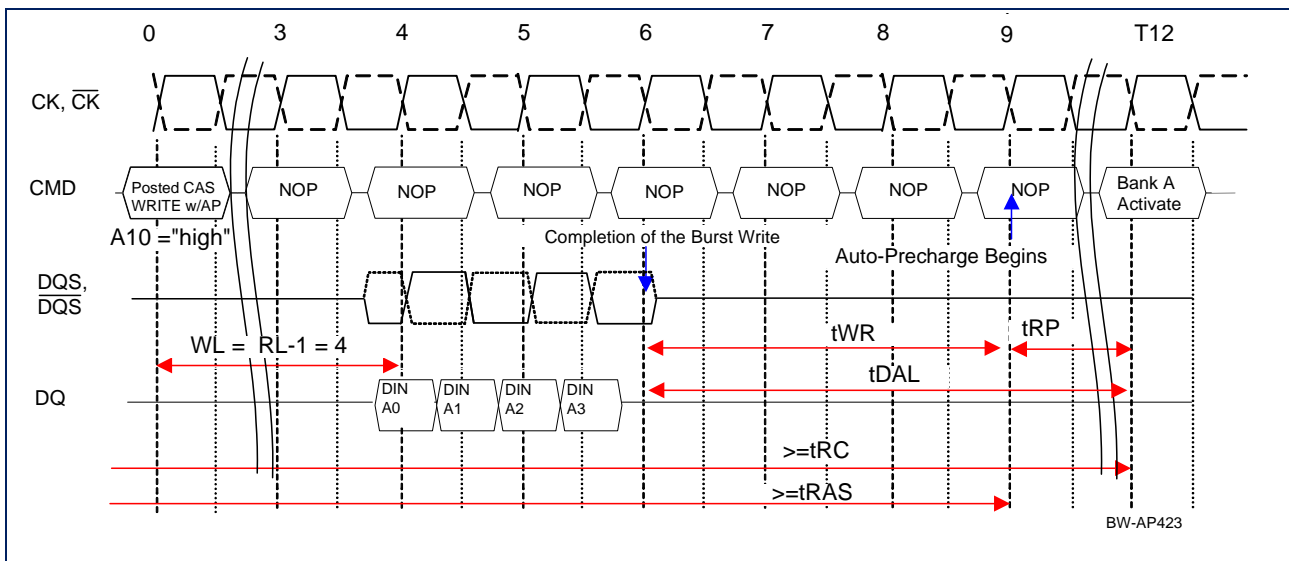 0 3 4 5 6 7 8 9 T12
CK, CK
CMD
Posted CAS
WRITE w/AP
NOP NOP NOP NOP NOP NOP NOP
Bank A
Activate
A10 ="high"
Completion of the Burst Write
Auto-Precharge Begins
DQS,
DQS
WL = RL-1 = 4
tWR
tRP
tDAL
DQ
DIN
A0
DIN
A1
DIN
A2
DIN
A3
>=tRC
>=tRAS
BW-AP423